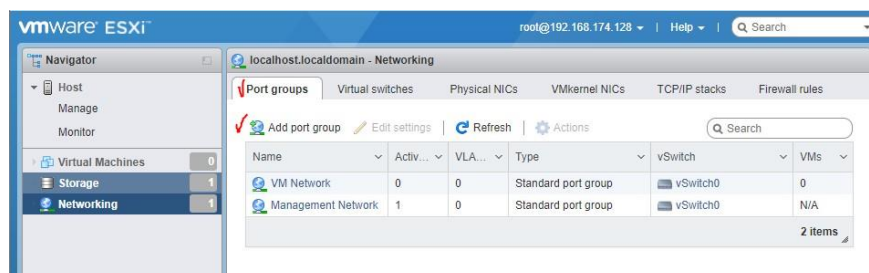 vmware ESXi™
root@192.168.174.128 | Help | Search
Navigator
localhost.localdomain - Networking
Host
Manage
Monitor
Virtual Machines 0
Storage 1
Networking 1
Port groups Virtual switches Physical NICs VMkernel NICs TCP/IP stacks Firewall rules
Add port group Edit settings | Refresh | Actions Search
Name Activ... VLA... Type vSwitch VMs
VM Network 0 0 Standard port group vSwitch0 0
Management Network 1 0 Standard port group vSwitch0 N/A
2 items